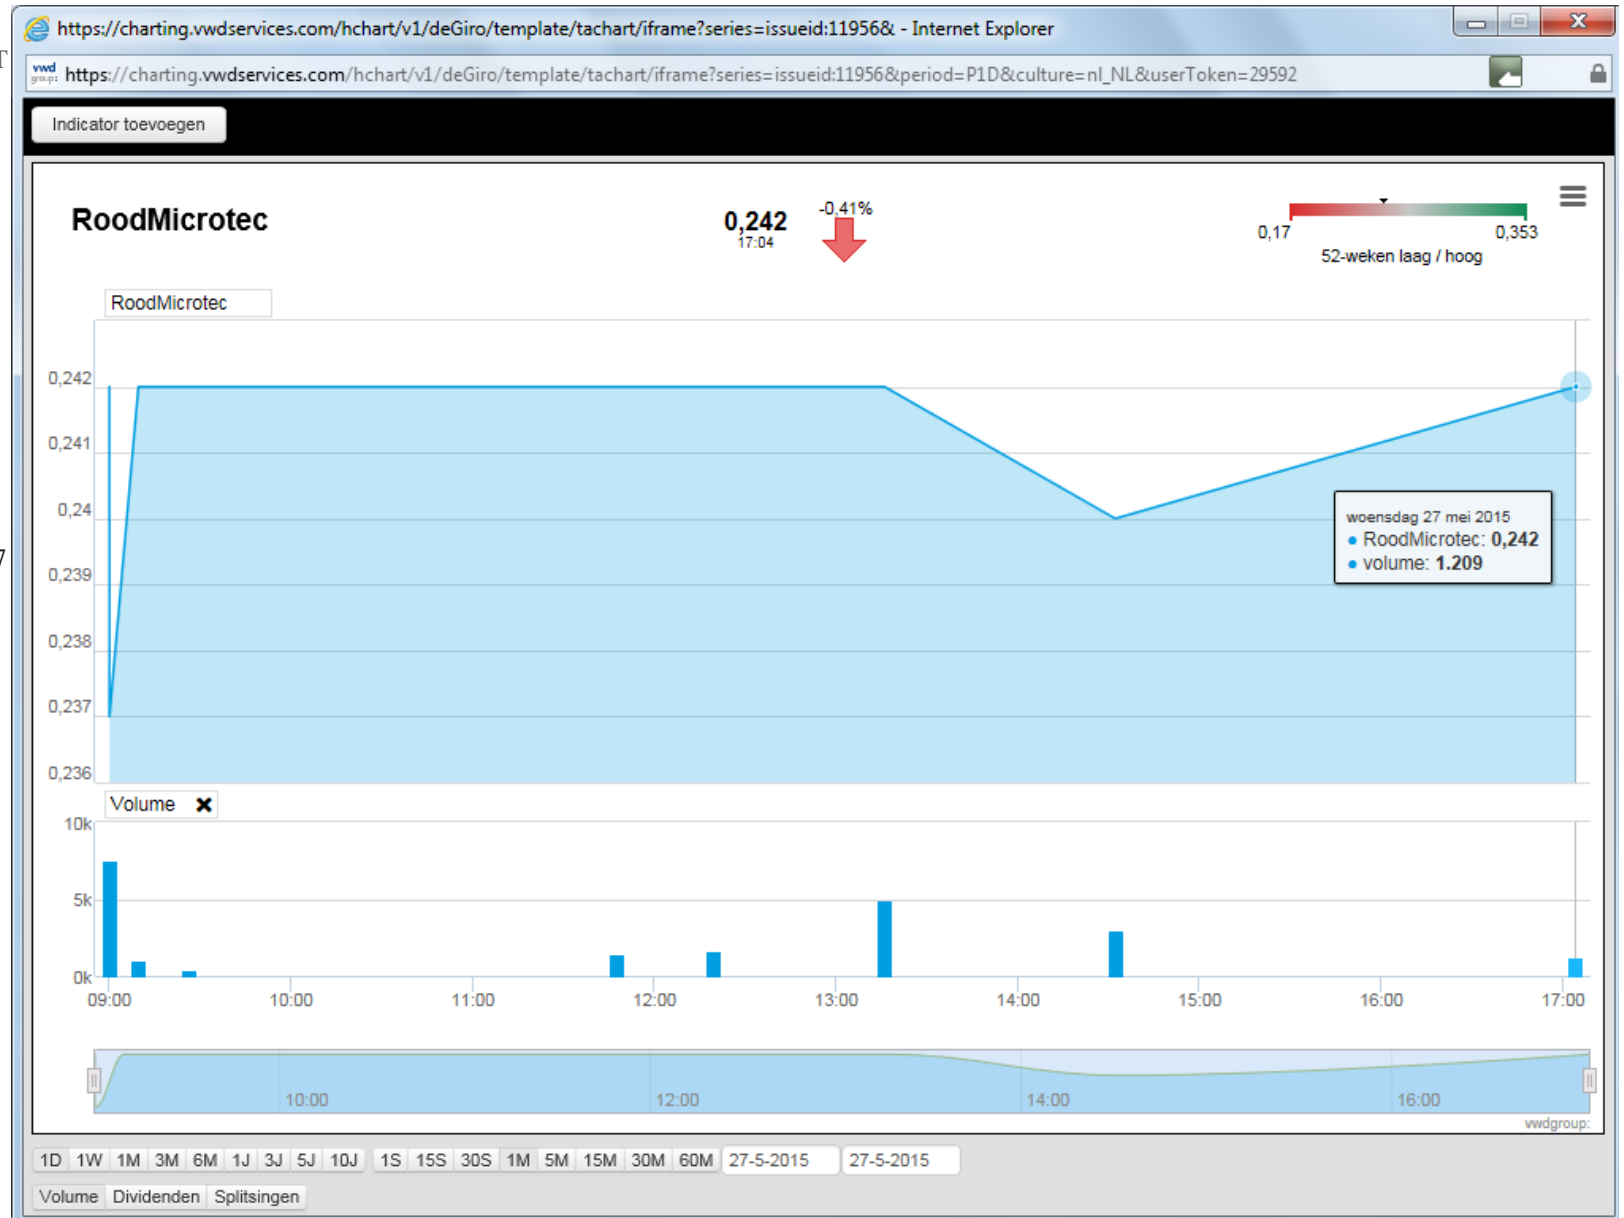 https://charting.vwdservices.com/hchart/v1/deGiro/template/tachart/iframe?series=issueid:11956& - Internet Explorer
T
vwd group: https://charting.vwdservices.com/hchart/v1/deGiro/template/tachart/iframe?series=issueid:11956&period=P1D&culture=nl_NL&userToken=29592
Indicator toevoegen
RoodMicrotec
0,242
17:04
-0,41%
0,17
0,353
52-weken laag / hoog
RoodMicrotec
0,242
0,241
0,24
0,239
0,238
0,237
0,236
woensdag 27 mei 2015
● RoodMicrotec: 0,242
● volume: 1.209
7
Volume ✖
10k
5k
0k
09:00 10:00 11:00 12:00 13:00 14:00 15:00 16:00 17:00
10:00 12:00 14:00 16:00
vwdgroup:
1D 1W 1M 3M 6M 1J 3J 5J 10J 1S 15S 30S 1M 5M 15M 30M 60M 27-5-2015 27-5-2015
Volume Dividenden Splitsingen